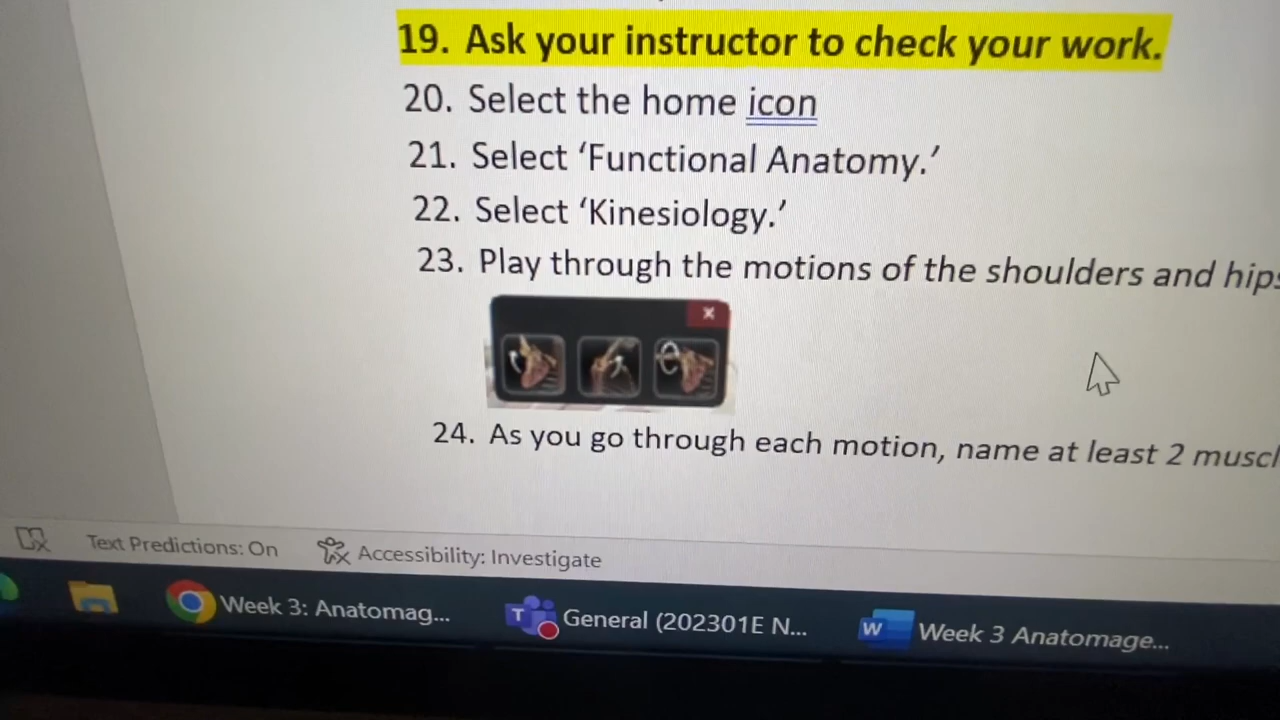 19. Ask your instructor to check your work.
20. Select the home icon
21. Select ‘Functional Anatomy.’
22. Select ‘Kinesiology.’
23. Play through the motions of the shoulders and hips
x
24. As you go through each motion, name at least 2 muscl
Text Predictions: On
Accessibility: Investigate
Week 3: Anatomag...
T
General (202301E N...
W
Week 3 Anatomage...